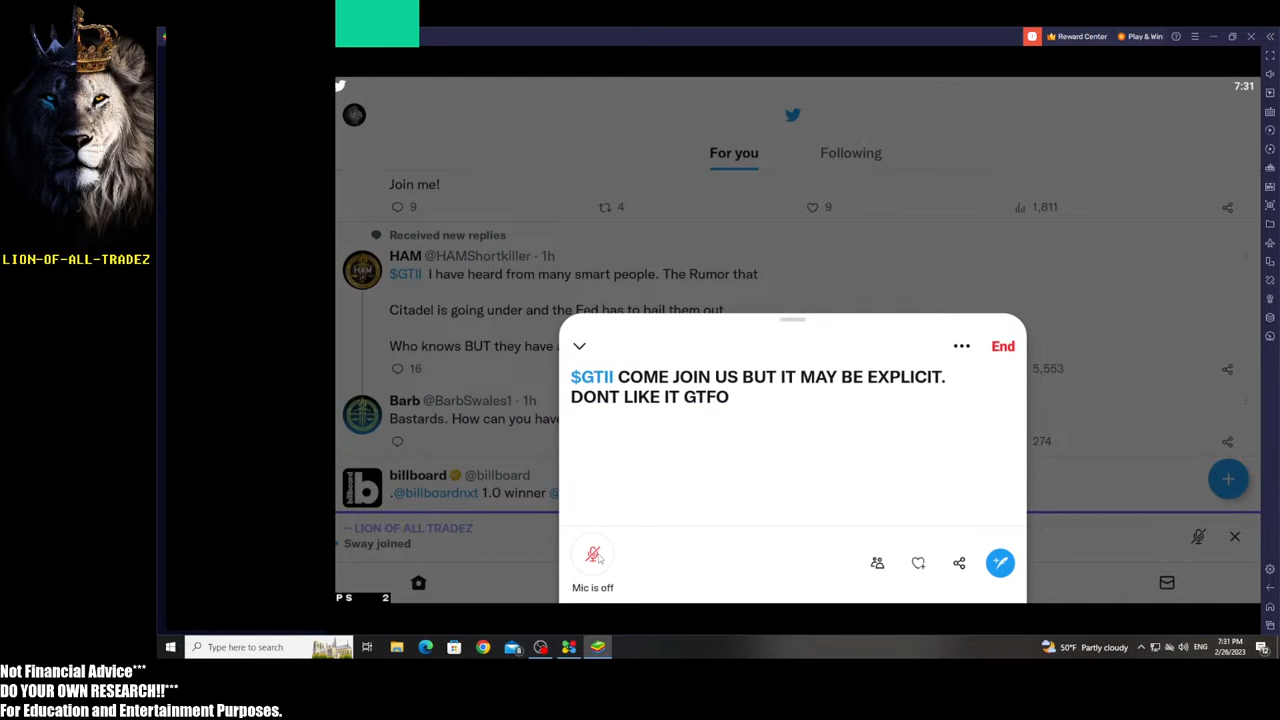 Reward Center
Play & Win
7:31
For you
Following
Join me!
9
4
9
1,811
Received new replies
HAM @HAMShortkiller · 1h
$GTII I have heard from many smart people. The Rumor that
Citadel is going under and the Fed has to bail them out
Who knows BUT they have
16
5,553
Barb @BarbSwales1 · 1h
Bastards. How can you have
274
billboard @billboard
.@billboardnxt 1.0 winner @
LION OF ALL TRADEZ
Sway joined
End
$GTII COME JOIN US BUT IT MAY BE EXPLICIT.
DONT LIKE IT GTFO
Mic is off
PS 2
LION-OF-ALL-TRADEZ
Type here to search
50°F Partly cloudy
ENG
7:31 PM
2/26/2023
Not Financial Advice***
DO YOUR OWN RESEARCH!!***
For Education and Entertainment Purposes.